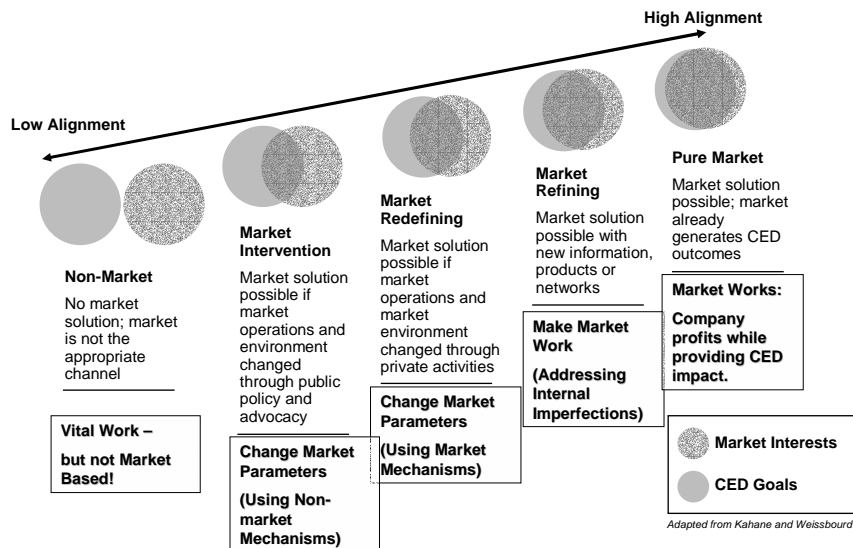 High Alignment
Low Alignment
Non-Market
No market
solution; market
is not the
appropriate
channel
Vital Work –
but not Market
Based!
Market
Intervention
Market solution
possible if
market
operations and
environment
changed
through public
policy and
advocacy
Change Market
Parameters
(Using Non-
market
Mechanisms)
Market
Redefining
Market solution
possible if
market
operations and
market
environment
changed through
private activities
Change Market
Parameters
(Using Market
Mechanisms)
Market
Refining
Market solution
possible with
new information,
products or
networks
Make Market
Work
(Addressing
Internal
Imperfections)
Pure Market
Market solution
possible; market
already
generates CED
outcomes
Market Works:
Company
profits while
providing CED
impact.
Market Interests
CED Goals
Adapted from Kahane and Weissbourd